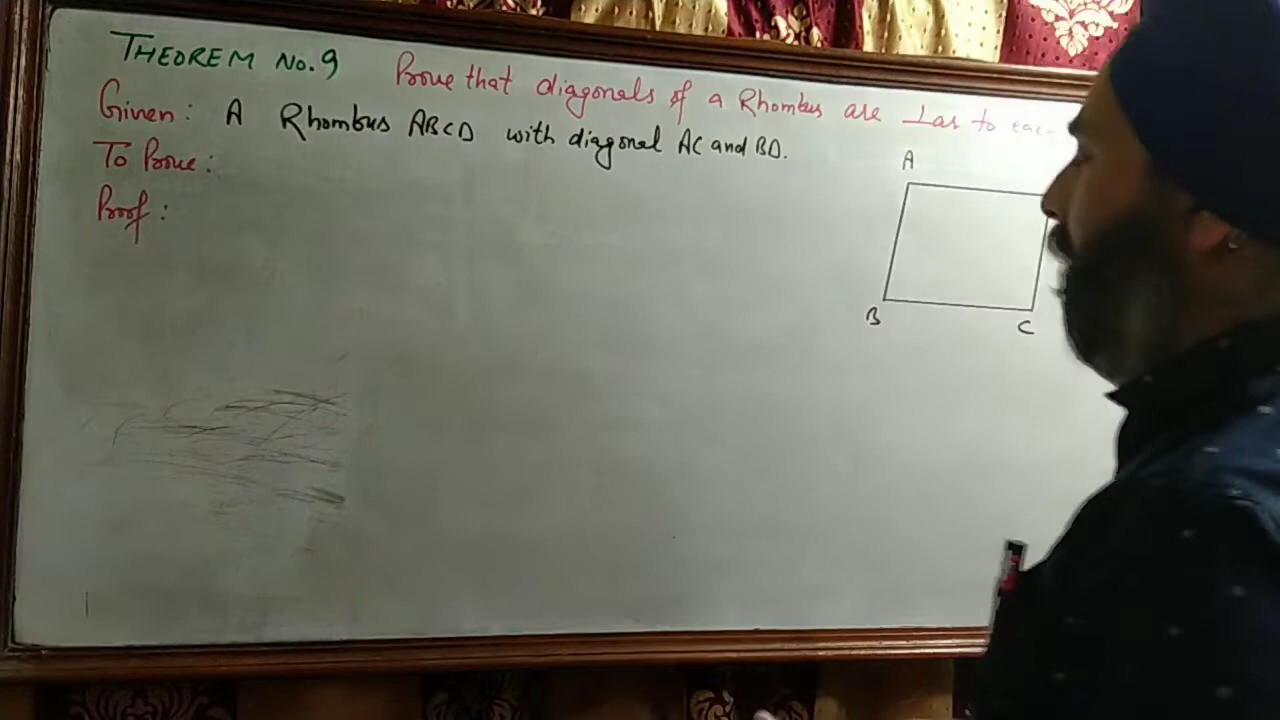 THEOREM NO.9 Prove that diagonals of a Rhombus are ⊥ar to eac
Given: A Rhombus ABCD with diagonal AC and BD.
To Prove:
Proof:
A
B
C